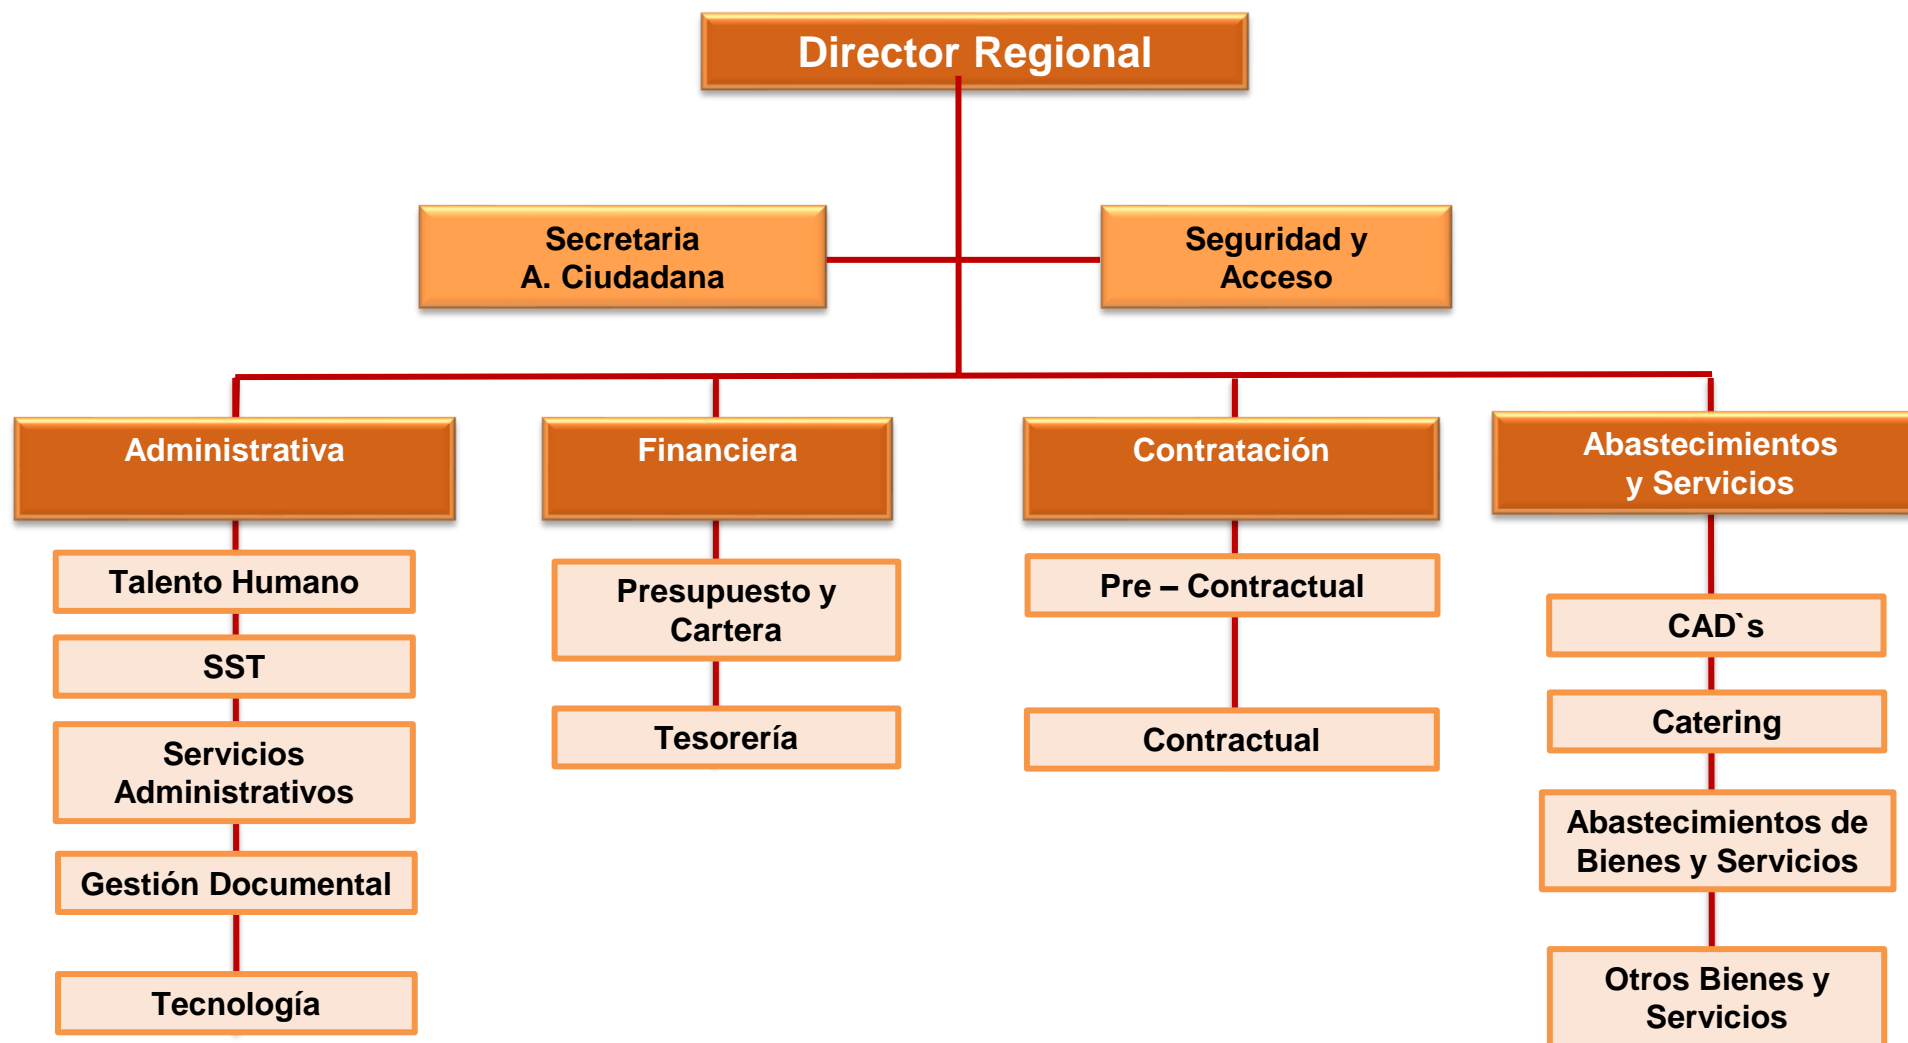 Director Regional
Secretaria
A. Ciudadana
Seguridad y
Acceso
Administrativa
Financiera
Contratación
Abastecimientos
y Servicios
Talento Humano
SST
Servicios
Administrativos
Gestión Documental
Tecnología
Presupuesto y
Cartera
Tesorería
Pre – Contractual
Contractual
CAD`s
Catering
Abastecimientos de
Bienes y Servicios
Otros Bienes y
Servicios